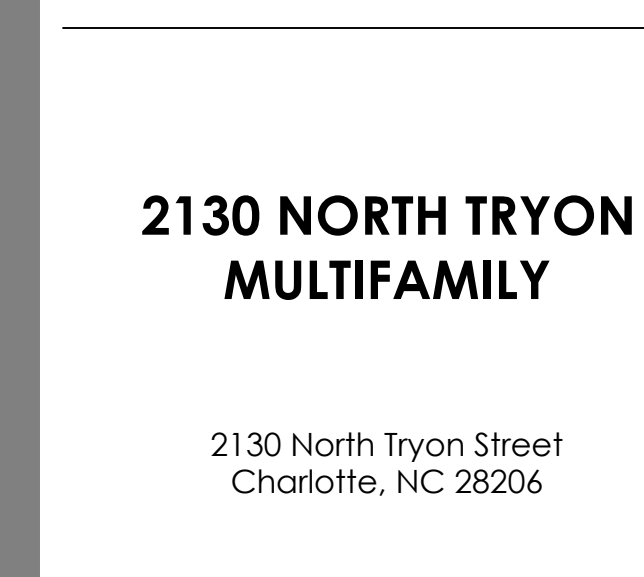 2130 NORTH TRYON
MULTIFAMILY
2130 North Tryon Street
Charlotte, NC 28206